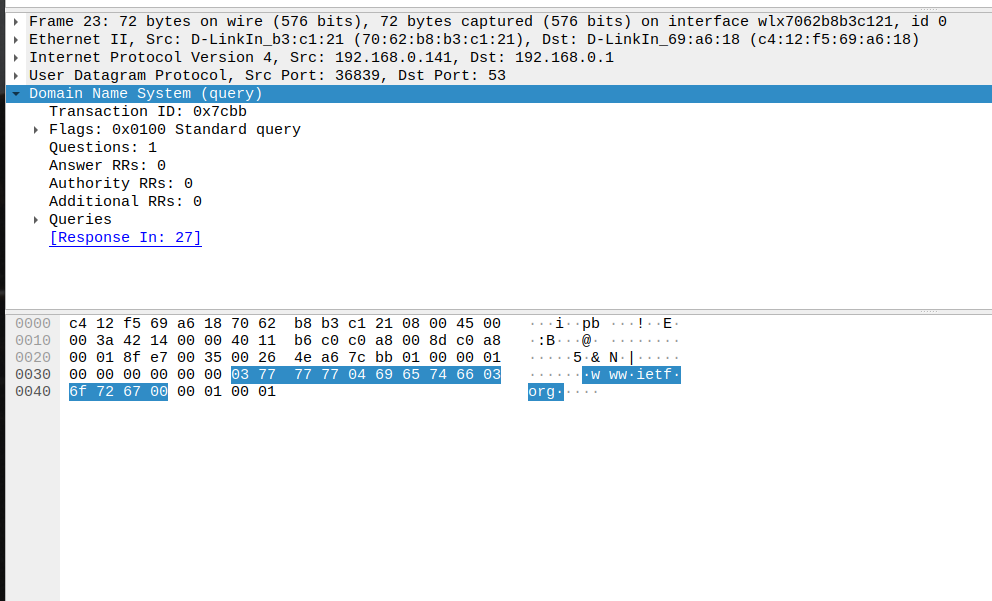 Frame 23: 72 bytes on wire (576 bits), 72 bytes captured (576 bits) on interface wlx7062b8b3c121, id 0
Ethernet II, Src: D-LinkIn_b3:c1:21 (70:62:b8:b3:c1:21), Dst: D-LinkIn_69:a6:18 (c4:12:f5:69:a6:18)
Internet Protocol Version 4, Src: 192.168.0.141, Dst: 192.168.0.1
User Datagram Protocol, Src Port: 36839, Dst Port: 53
Domain Name System (query)
Transaction ID: 0x7cbb
Flags: 0x0100 Standard query
Questions: 1
Answer RRs: 0
Authority RRs: 0
Additional RRs: 0
Queries
[Response In: 27]
0000 c4 12 f5 69 a6 18 70 62 b8 b3 c1 21 08 00 45 00 ···i··pb ···!··E·
0010 00 3a 42 14 00 00 40 11 b6 c0 c0 a8 00 8d c0 a8 ·:B···@· ········
0020 00 01 8f e7 00 35 00 26 4e a6 7c bb 01 00 00 01 ·····5·& N·|·····
0030 00 00 00 00 00 00 03 77 77 77 04 69 65 74 66 03 ·······w ww·ietf·
0040 6f 72 67 00 00 01 00 01 org·····